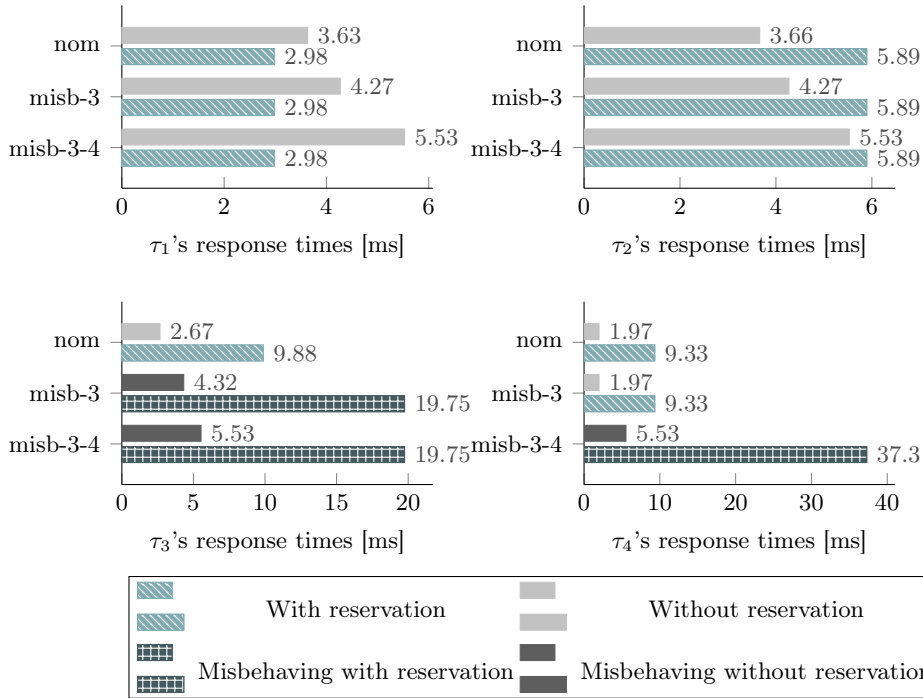 nom
3.63
2.98
misb-3
4.27
2.98
misb-3-4
5.53
2.98
0 2 4 6
τ1's response times [ms]
nom
3.66
5.89
misb-3
4.27
5.89
misb-3-4
5.53
5.89
0 2 4 6
τ2's response times [ms]
nom
2.67
9.88
misb-3
4.32
19.75
misb-3-4
5.53
19.75
0 5 10 15 20
τ3's response times [ms]
nom
1.97
9.33
misb-3
1.97
9.33
misb-3-4
5.53
37.3
0 10 20 30 40
τ4's response times [ms]
With reservation
Without reservation
Misbehaving with reservation
Misbehaving without reservation